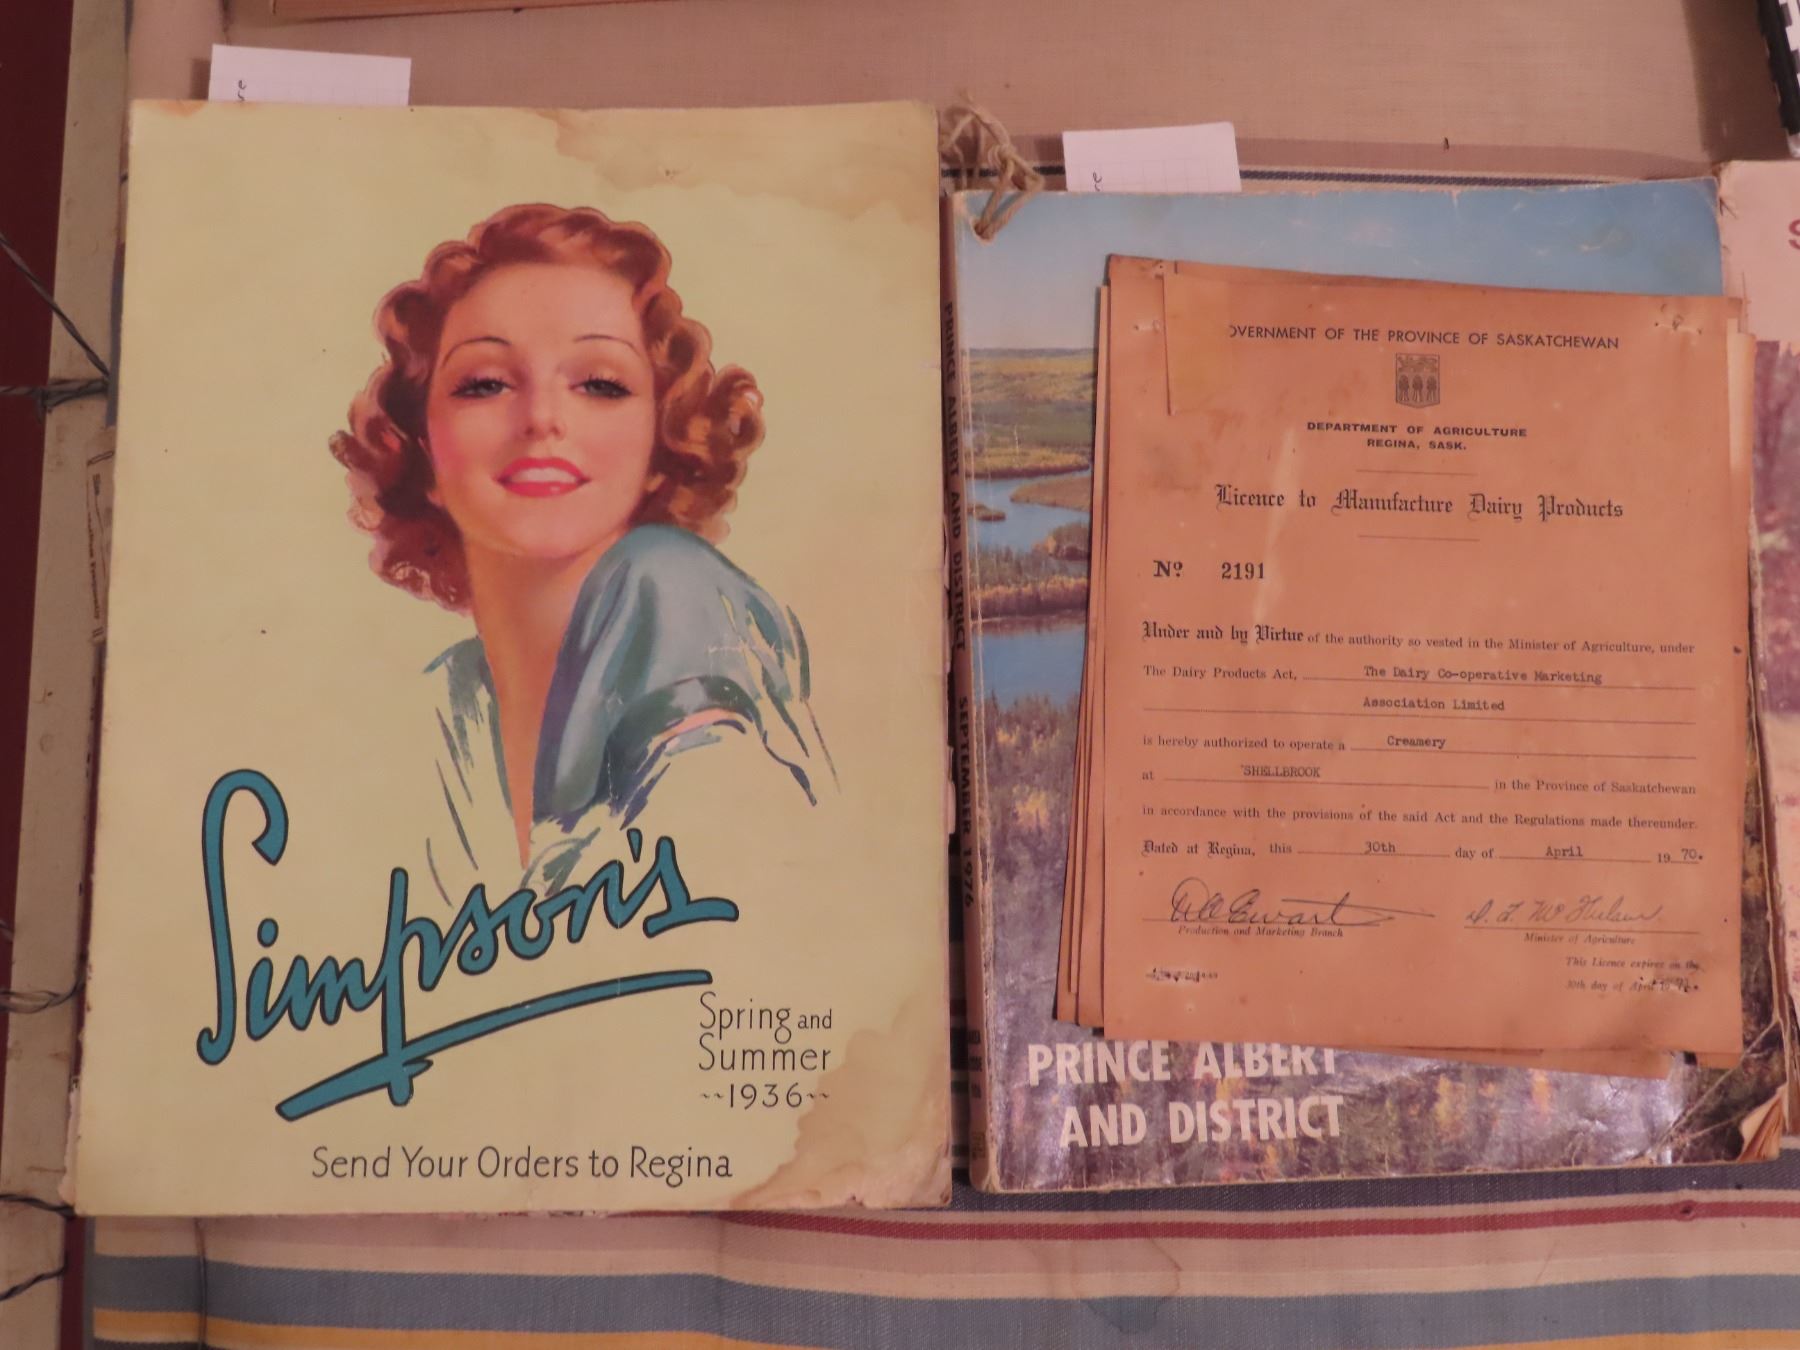 Simpson's
Spring and
Summer
~~1936~~
Send Your Orders to Regina
PRINCE ALBERT AND DISTRICT SEPTEMBER 1976
OVERNMENT OF THE PROVINCE OF SASKATCHEWAN
DEPARTMENT OF AGRICULTURE
REGINA, SASK.
Licence to Manufacture Dairy Products
Nº 2191
Under and by Virtue of the authority so vested in the Minister of Agriculture, under
The Dairy Products Act, The Dairy Co-operative Marketing
Association Limited
is hereby authorized to operate a Creamery
at SHELLBROOK in the Province of Saskatchewan
in accordance with the provisions of the said Act and the Regulations made thereunder.
Dated at Regina, this 30th day of April 19 70.
Production and Marketing Branch
Minister of Agriculture
This Licence expires on the
30th day of April
PRINCE ALBERT
AND DISTRICT